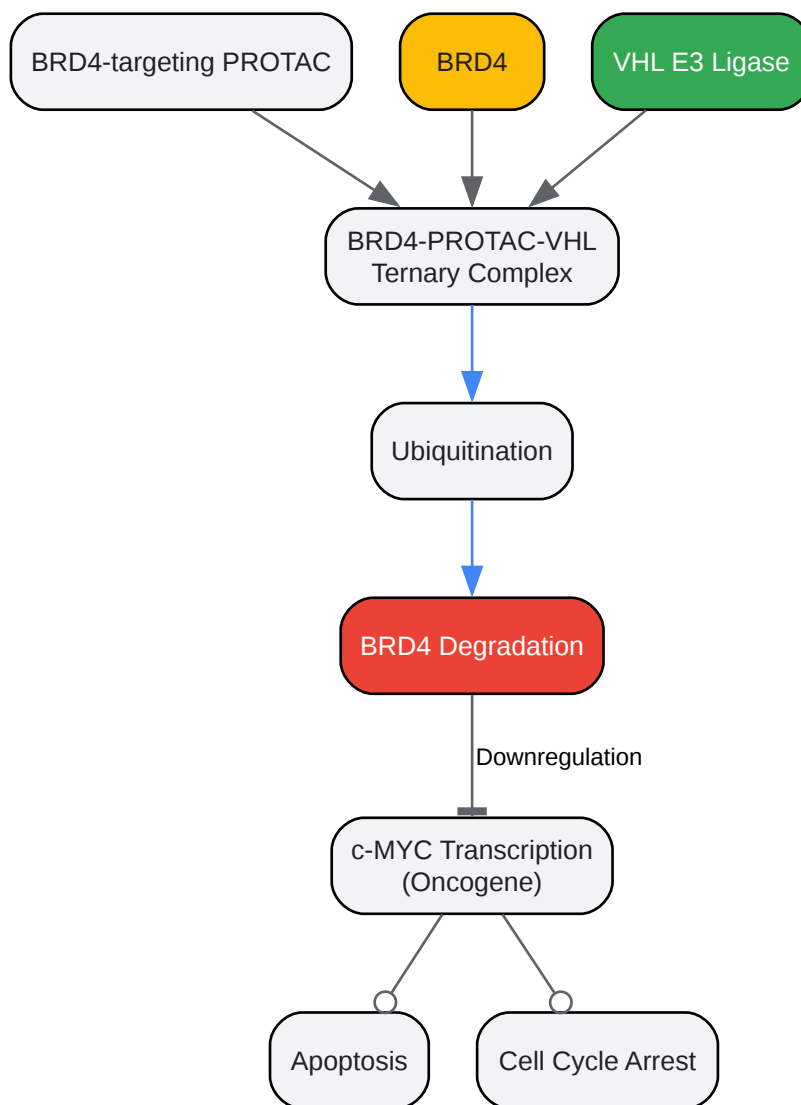 BRD4-targeting PROTAC
BRD4
VHL E3 Ligase
BRD4-PROTAC-VHL
Ternary Complex
Ubiquitination
BRD4 Degradation
Downregulation
c-MYC Transcription
(Oncogene)
Apoptosis
Cell Cycle Arrest